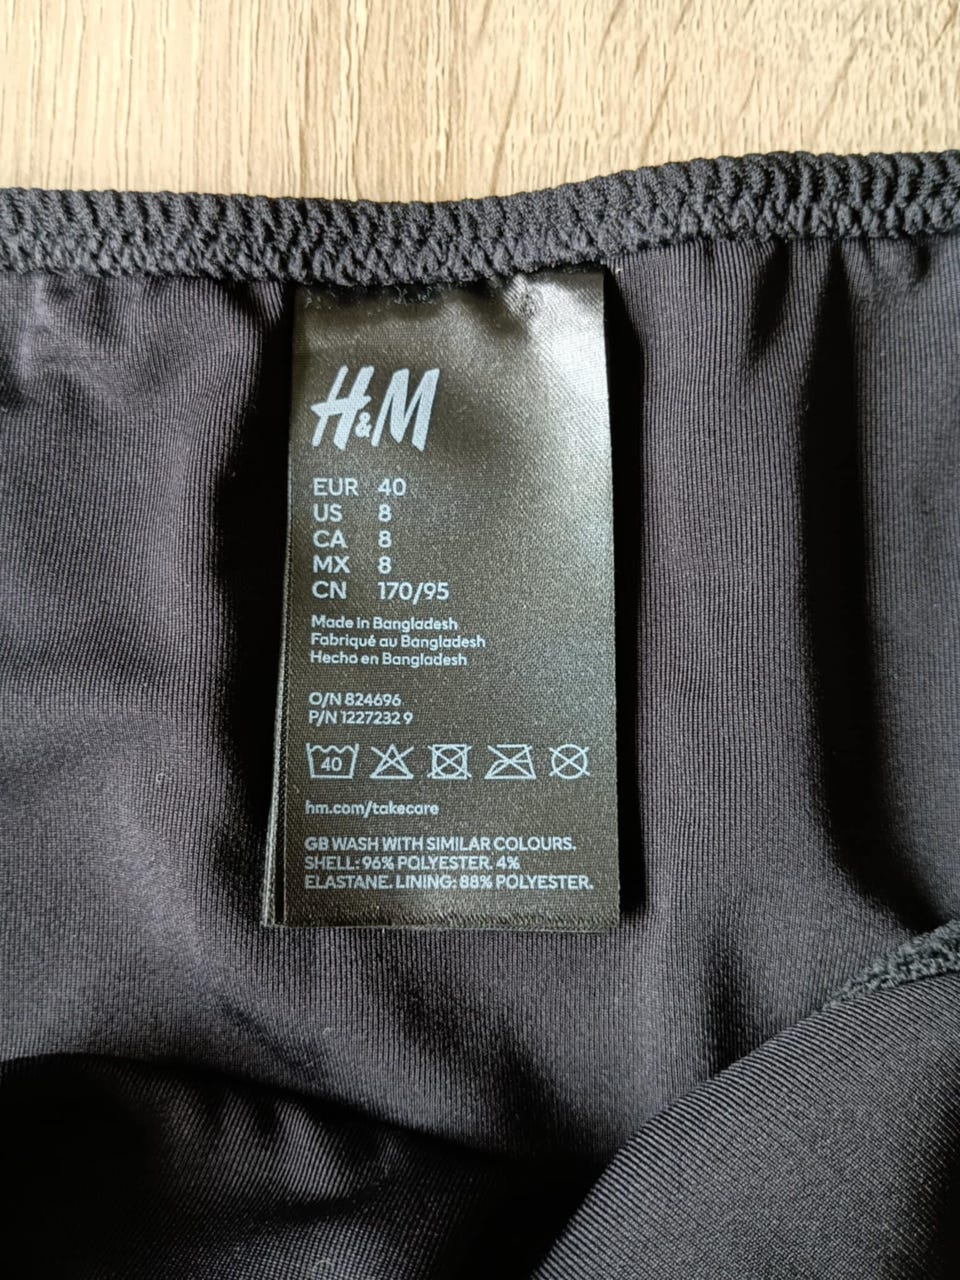 H&M
EUR 40
US 8
CA 8
MX 8
CN 170/95
Made in Bangladesh
Fabriqué au Bangladesh
Hecho en Bangladesh
O/N 824696
P/N 1227232 9
40
hm.com/takecare
GB WASH WITH SIMILAR COLOURS.
SHELL: 96% POLYESTER. 4%
ELASTANE. LINING: 88% POLYESTER.